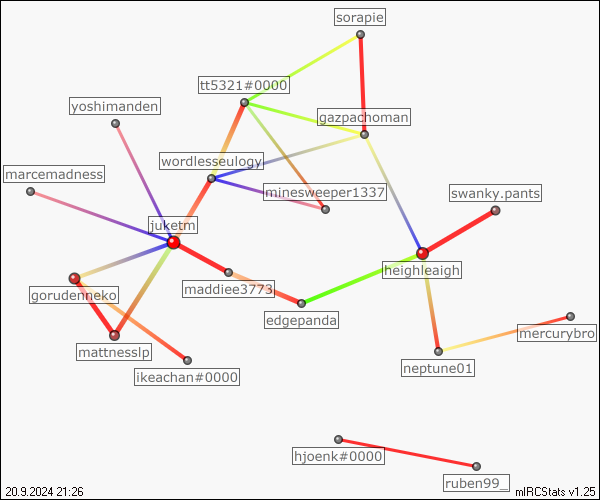 sorapie
tt5321#0000
yoshimanden
gazpachoman
wordlesseulogy
marcemadness
minesweeper1337
swanky.pants
juketm
heighleaigh
maddiee3773
gorudenneko
edgepanda
mercurybro
mattnesslp
neptune01
ikeachan#0000
hjoenk#0000
ruben99_
20.9.2024 21:26
mIRCStats v1.25